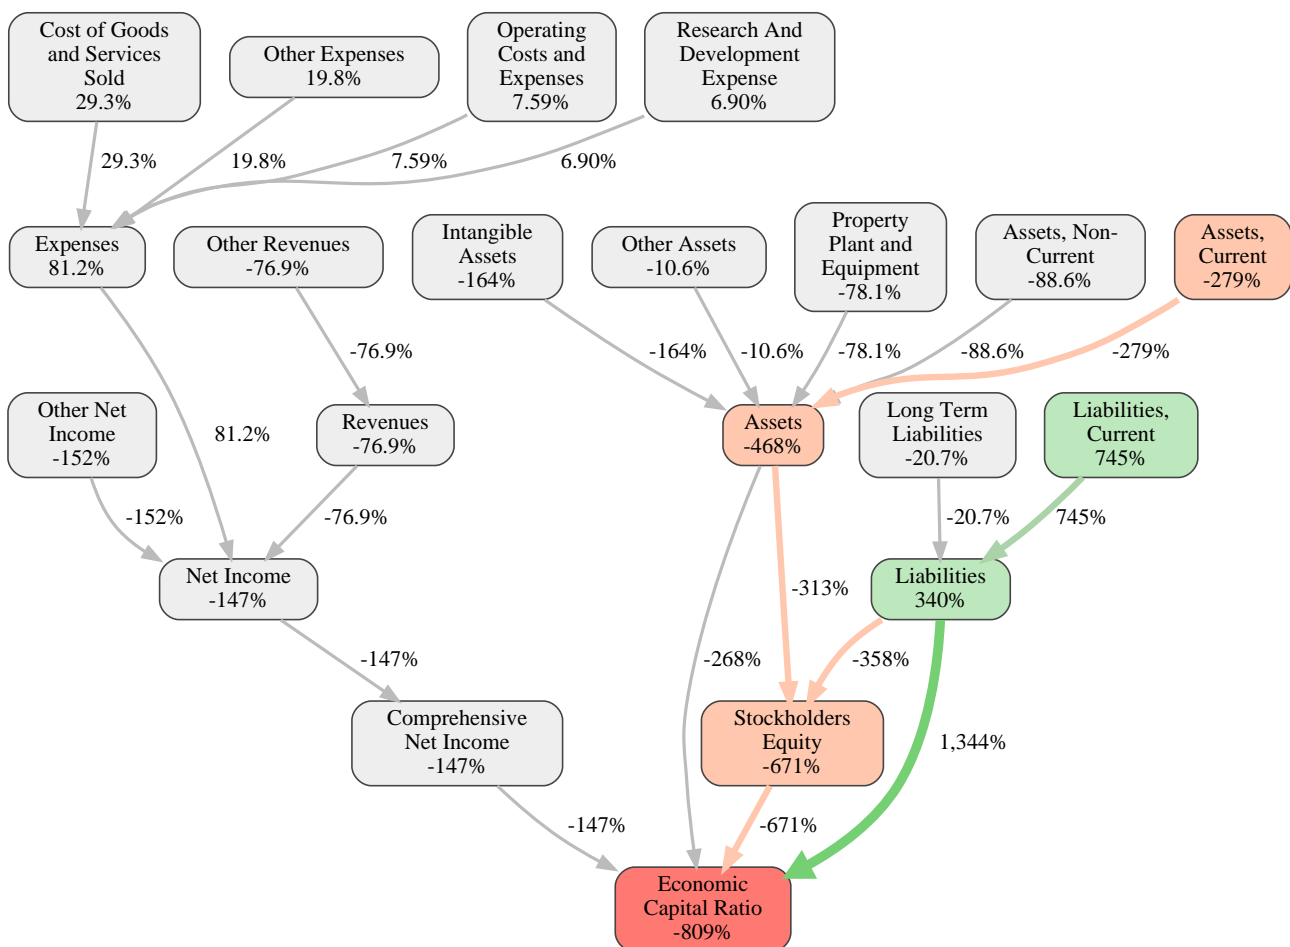 Cost of Goods
and Services
Sold
29.3%
Other Expenses
19.8%
Operating
Costs and
Expenses
7.59%
Research And
Development
Expense
6.90%
29.3%
19.8%
7.59%
6.90%
Expenses
81.2%
Other Revenues
-76.9%
Intangible
Assets
-164%
Other Assets
-10.6%
Property
Plant and
Equipment
-78.1%
Assets, Non-
Current
-88.6%
Assets,
Current
-279%
-76.9%
-164%
-10.6%
-78.1%
-88.6%
-279%
Other Net
Income
-152%
81.2%
Revenues
-76.9%
Assets
-468%
Long Term
Liabilities
-20.7%
Liabilities,
Current
745%
-152%
-76.9%
-20.7%
745%
Net Income
-147%
-313%
Liabilities
340%
-147%
-268%
-358%
Comprehensive
Net Income
-147%
Stockholders
Equity
-671%
1,344%
-147%
-671%
Economic
Capital Ratio
-809%